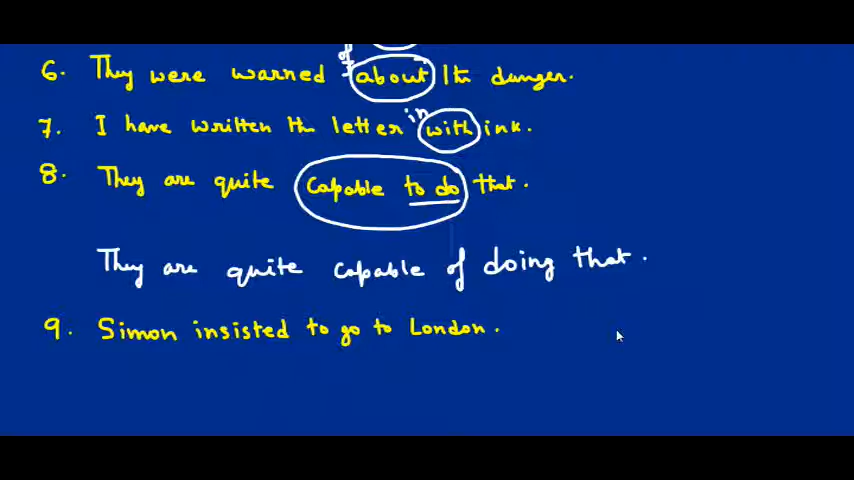 of
6. They were warned about the danger.
in
7. I have written the letter with ink.
8. They are quite capable to do that.
They are quite capable of doing that.
9. Simon insisted to go to London.